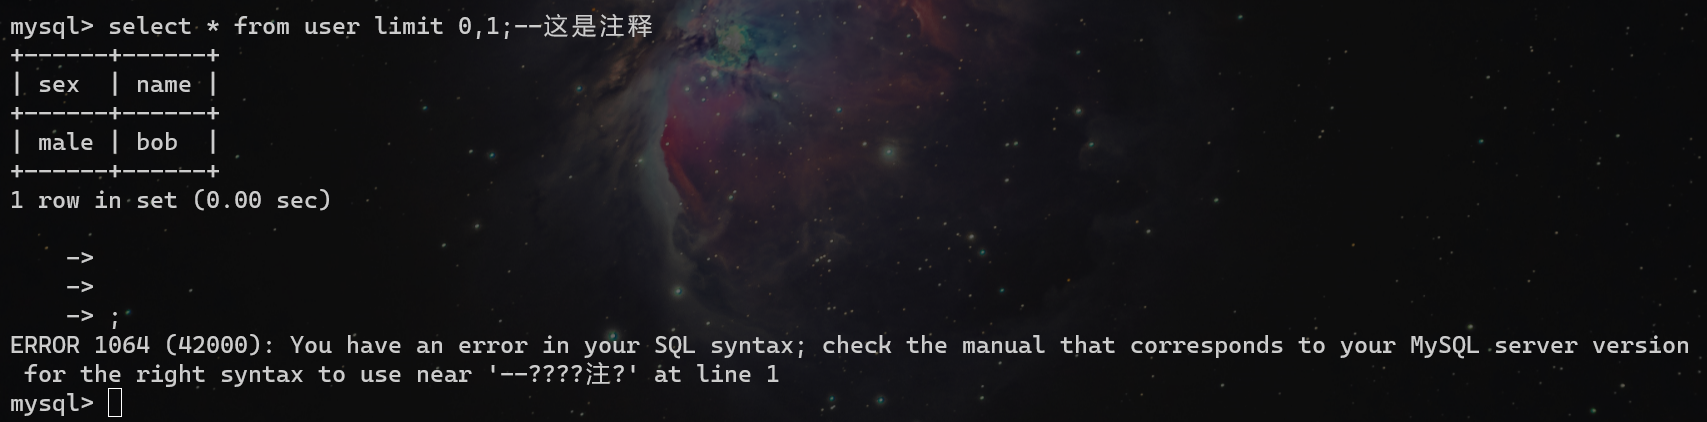 mysql> select * from user limit 0,1;--这是注释
+------+------+
| sex  | name |
+------+------+
| male | bob  |
+------+------+
1 row in set (0.00 sec)
    ->
    ->
    -> ;
ERROR 1064 (42000): You have an error in your SQL syntax; check the manual that corresponds to your MySQL server version
 for the right syntax to use near '--????注?' at line 1
mysql>